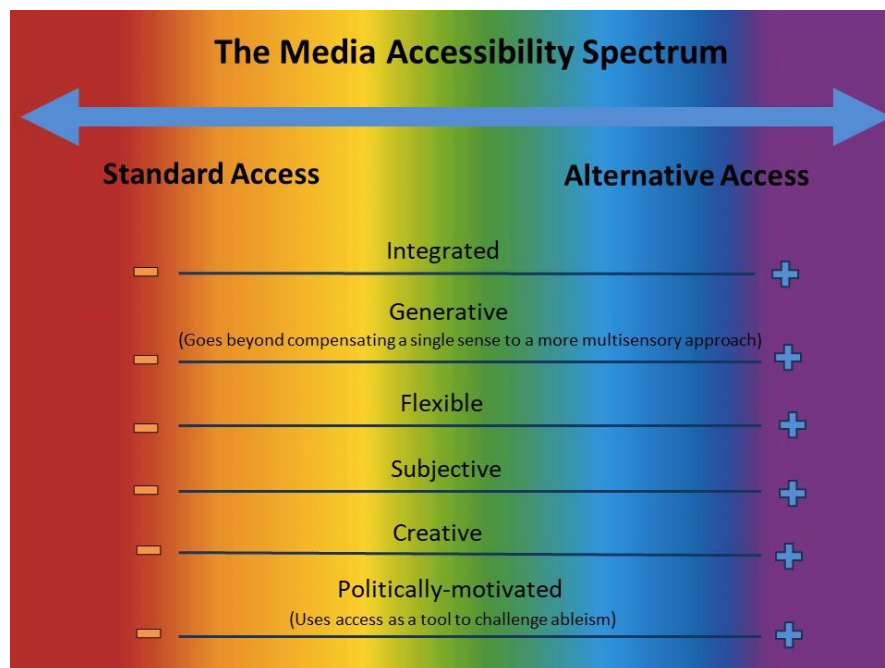 The Media Accessibility Spectrum
Standard Access
Alternative Access
Integrated
Generative
(Goes beyond compensating a single sense to a more multisensory approach)
Flexible
Subjective
Creative
Politically-motivated
(Uses access as a tool to challenge ableism)